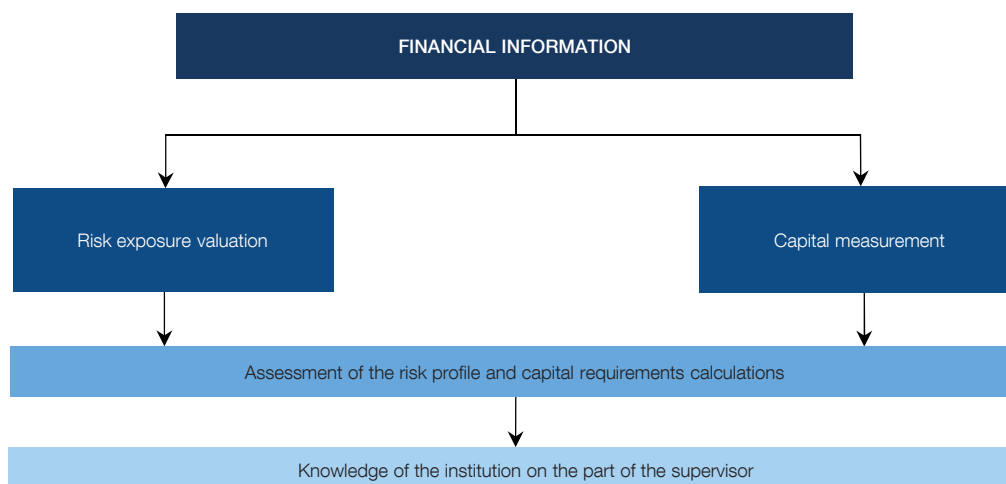 FINANCIAL INFORMATION
Risk exposure valuation
Capital measurement
Assessment of the risk profile and capital requirements calculations
Knowledge of the institution on the part of the supervisor